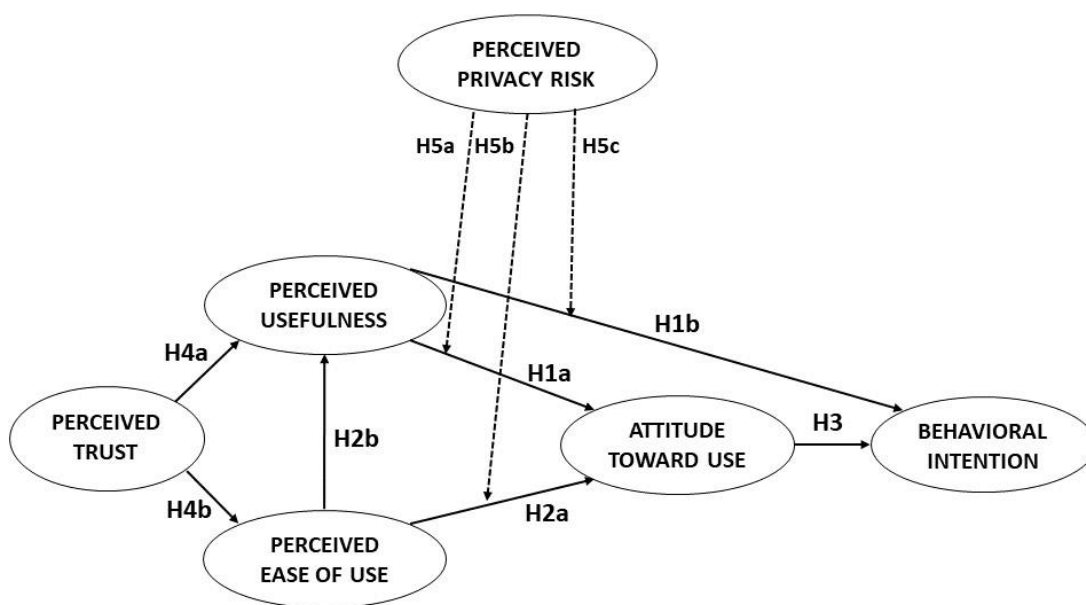 PERCEIVED
PRIVACY RISK
H5a
H5b
H5c
PERCEIVED
USEFULNESS
H1b
H4a
H1a
PERCEIVED
TRUST
H2b
ATTITUDE
TOWARD USE
H3
BEHAVIORAL
INTENTION
H4b
H2a
PERCEIVED
EASE OF USE